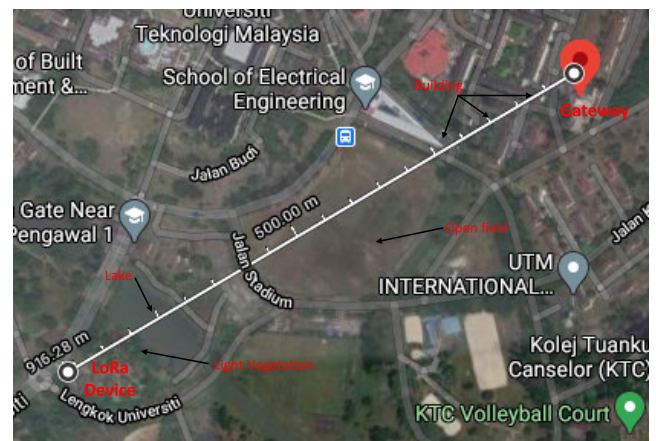 Universiti
Teknologi Malaysia
of Built
ment &...
School of Electrical
Engineering
Building
Gateway
Jalan Budi
Gate Near
Pengawal 1
500.00 m
Open field
Jalan Stadium
UTM
INTERNATIONAL...
Jalan
Lake
916.28 m
LoRa
Device
Light Vegetation
Kolej Tuanku
Canselor (KTC)
Lengkok Universiti
KTC Volleyball Court